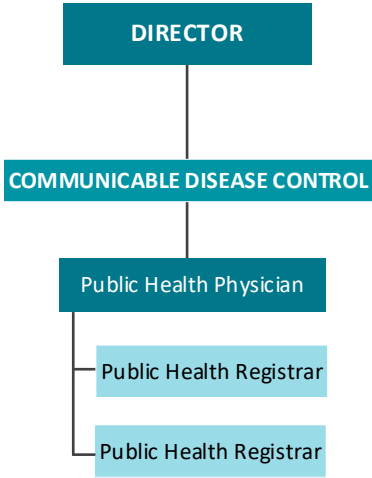 DIRECTOR
COMMUNICABLE DISEASE CONTROL
Public Health Physician
Public Health Registrar
Public Health Registrar